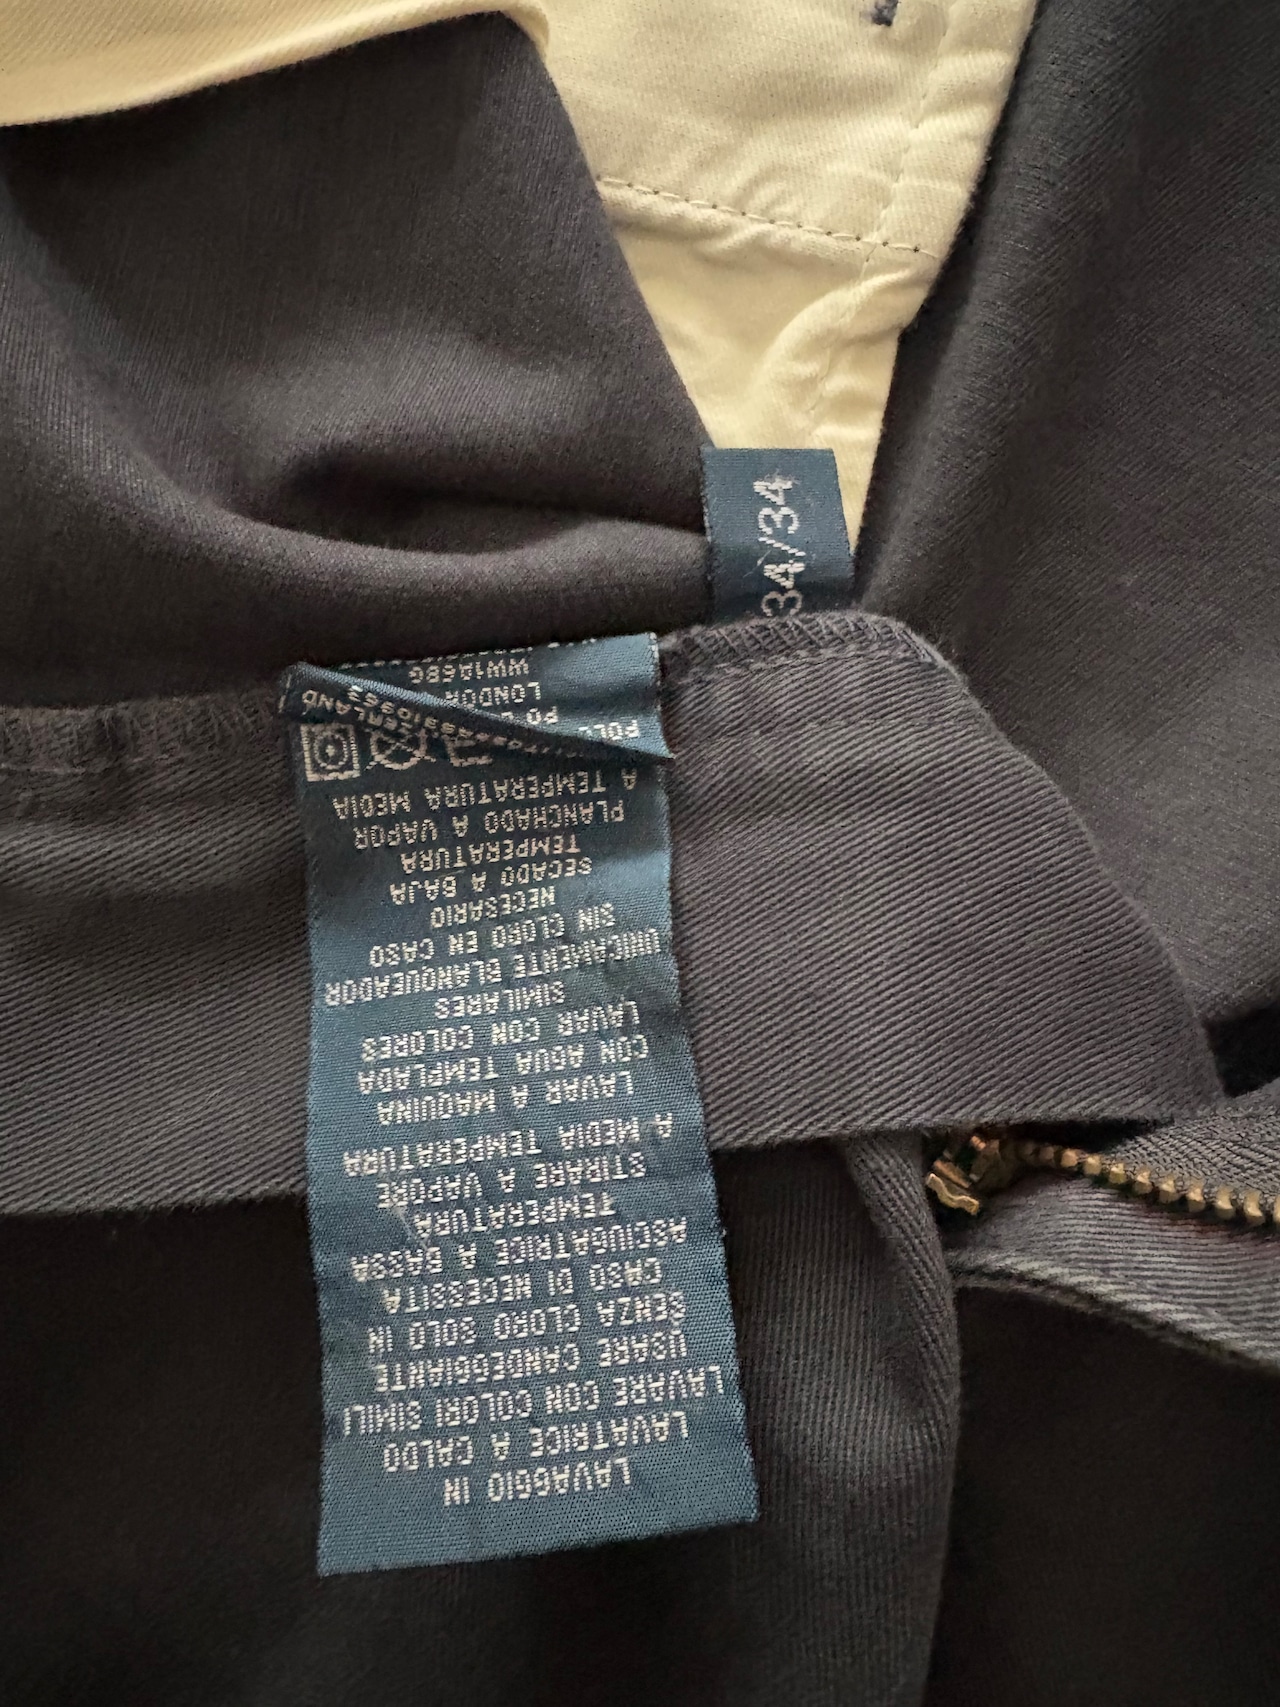 34/34
LAVAGGIO IN
LAVATRICE A CALDO
LAVARE CON COLORI SIMILI
USARE CANDEGGIANTE
SENZA CLORO SOLO IN
CASO DI NECESSITA
ASCIUGATRICE A BASSA
TEMPERATURA
STIRARE A VAPORE
A MEDIA TEMPERATURA
LAVAR A MAQUINA
CON AGUA TEMPLADA
LAVAR CON COLORES
SIMILARES
UNICAMENTE BLANQUEADOR
SIN CLORO EN CASO
NECESARIO
SECADO A BAJA
TEMPERATURA
PLANCHADO A VAPOR
A TEMPERATURA MEDIA
POLO
LONDON
WW1A6BG